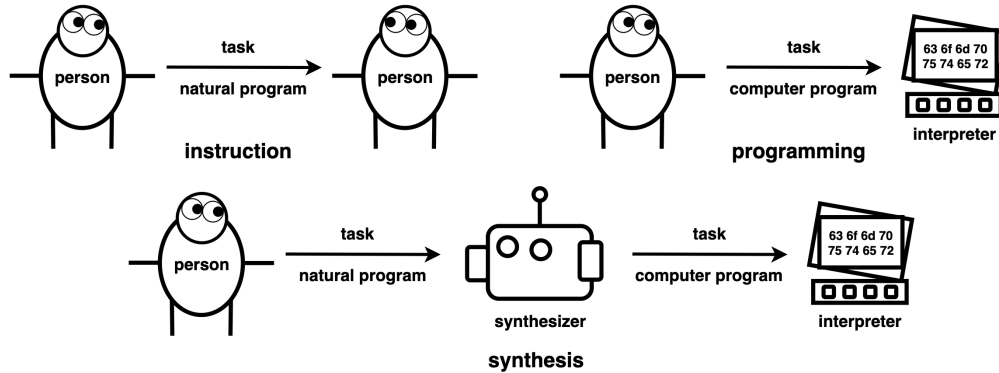 task
person
person
natural program
instruction
task
person
computer program
63 6f 6d 70
75 74 65 72
interpreter
programming
task
person
natural program
synthesizer
task
computer program
63 6f 6d 70
75 74 65 72
interpreter
synthesis